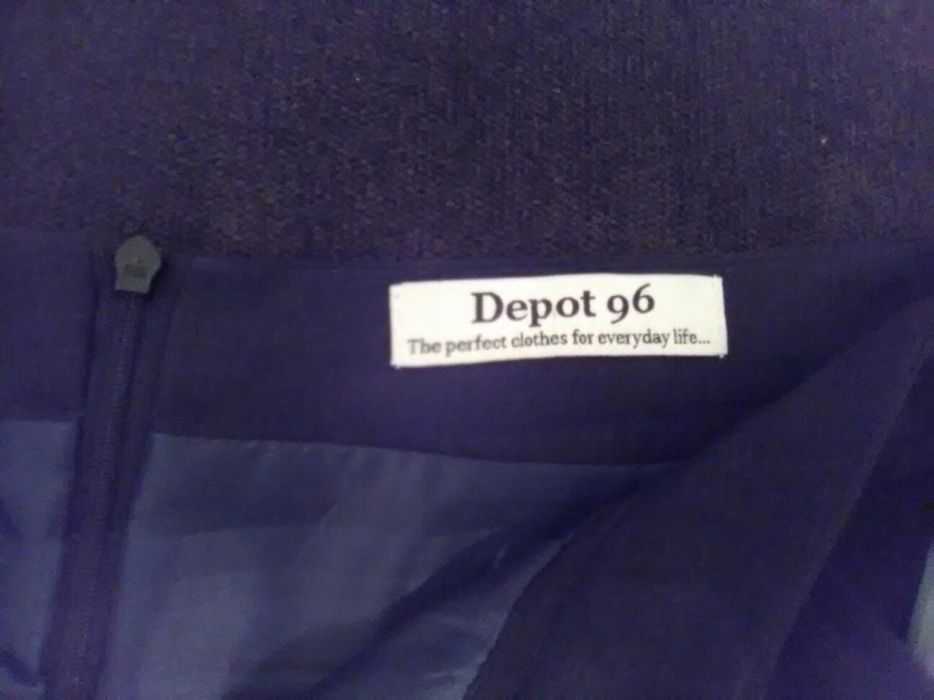 Depot 96
The perfect clothes for everyday life...